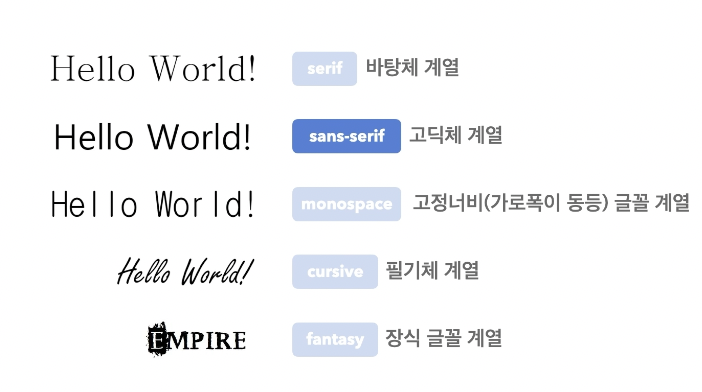 Hello World! serif 바탕체 계열
Hello World! sans-serif 고딕체 계열
Hello World! monospace 고정너비(가로폭이 동등) 글꼴 계열
Hello World! cursive 필기체 계열
EMPIRE fantasy 장식 글꼴 계열